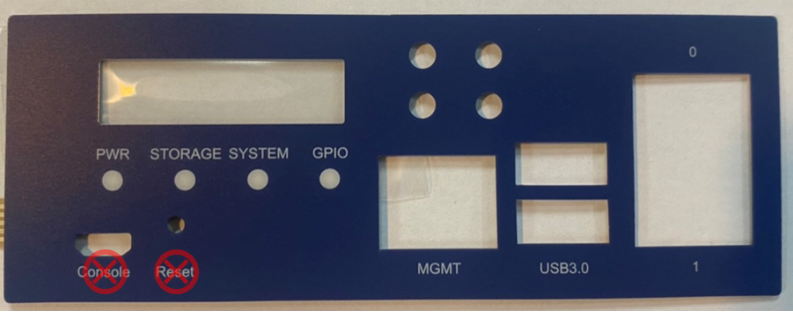 0
PWR STORAGE SYSTEM GPIO
Console Reset MGMT USB3.0 1